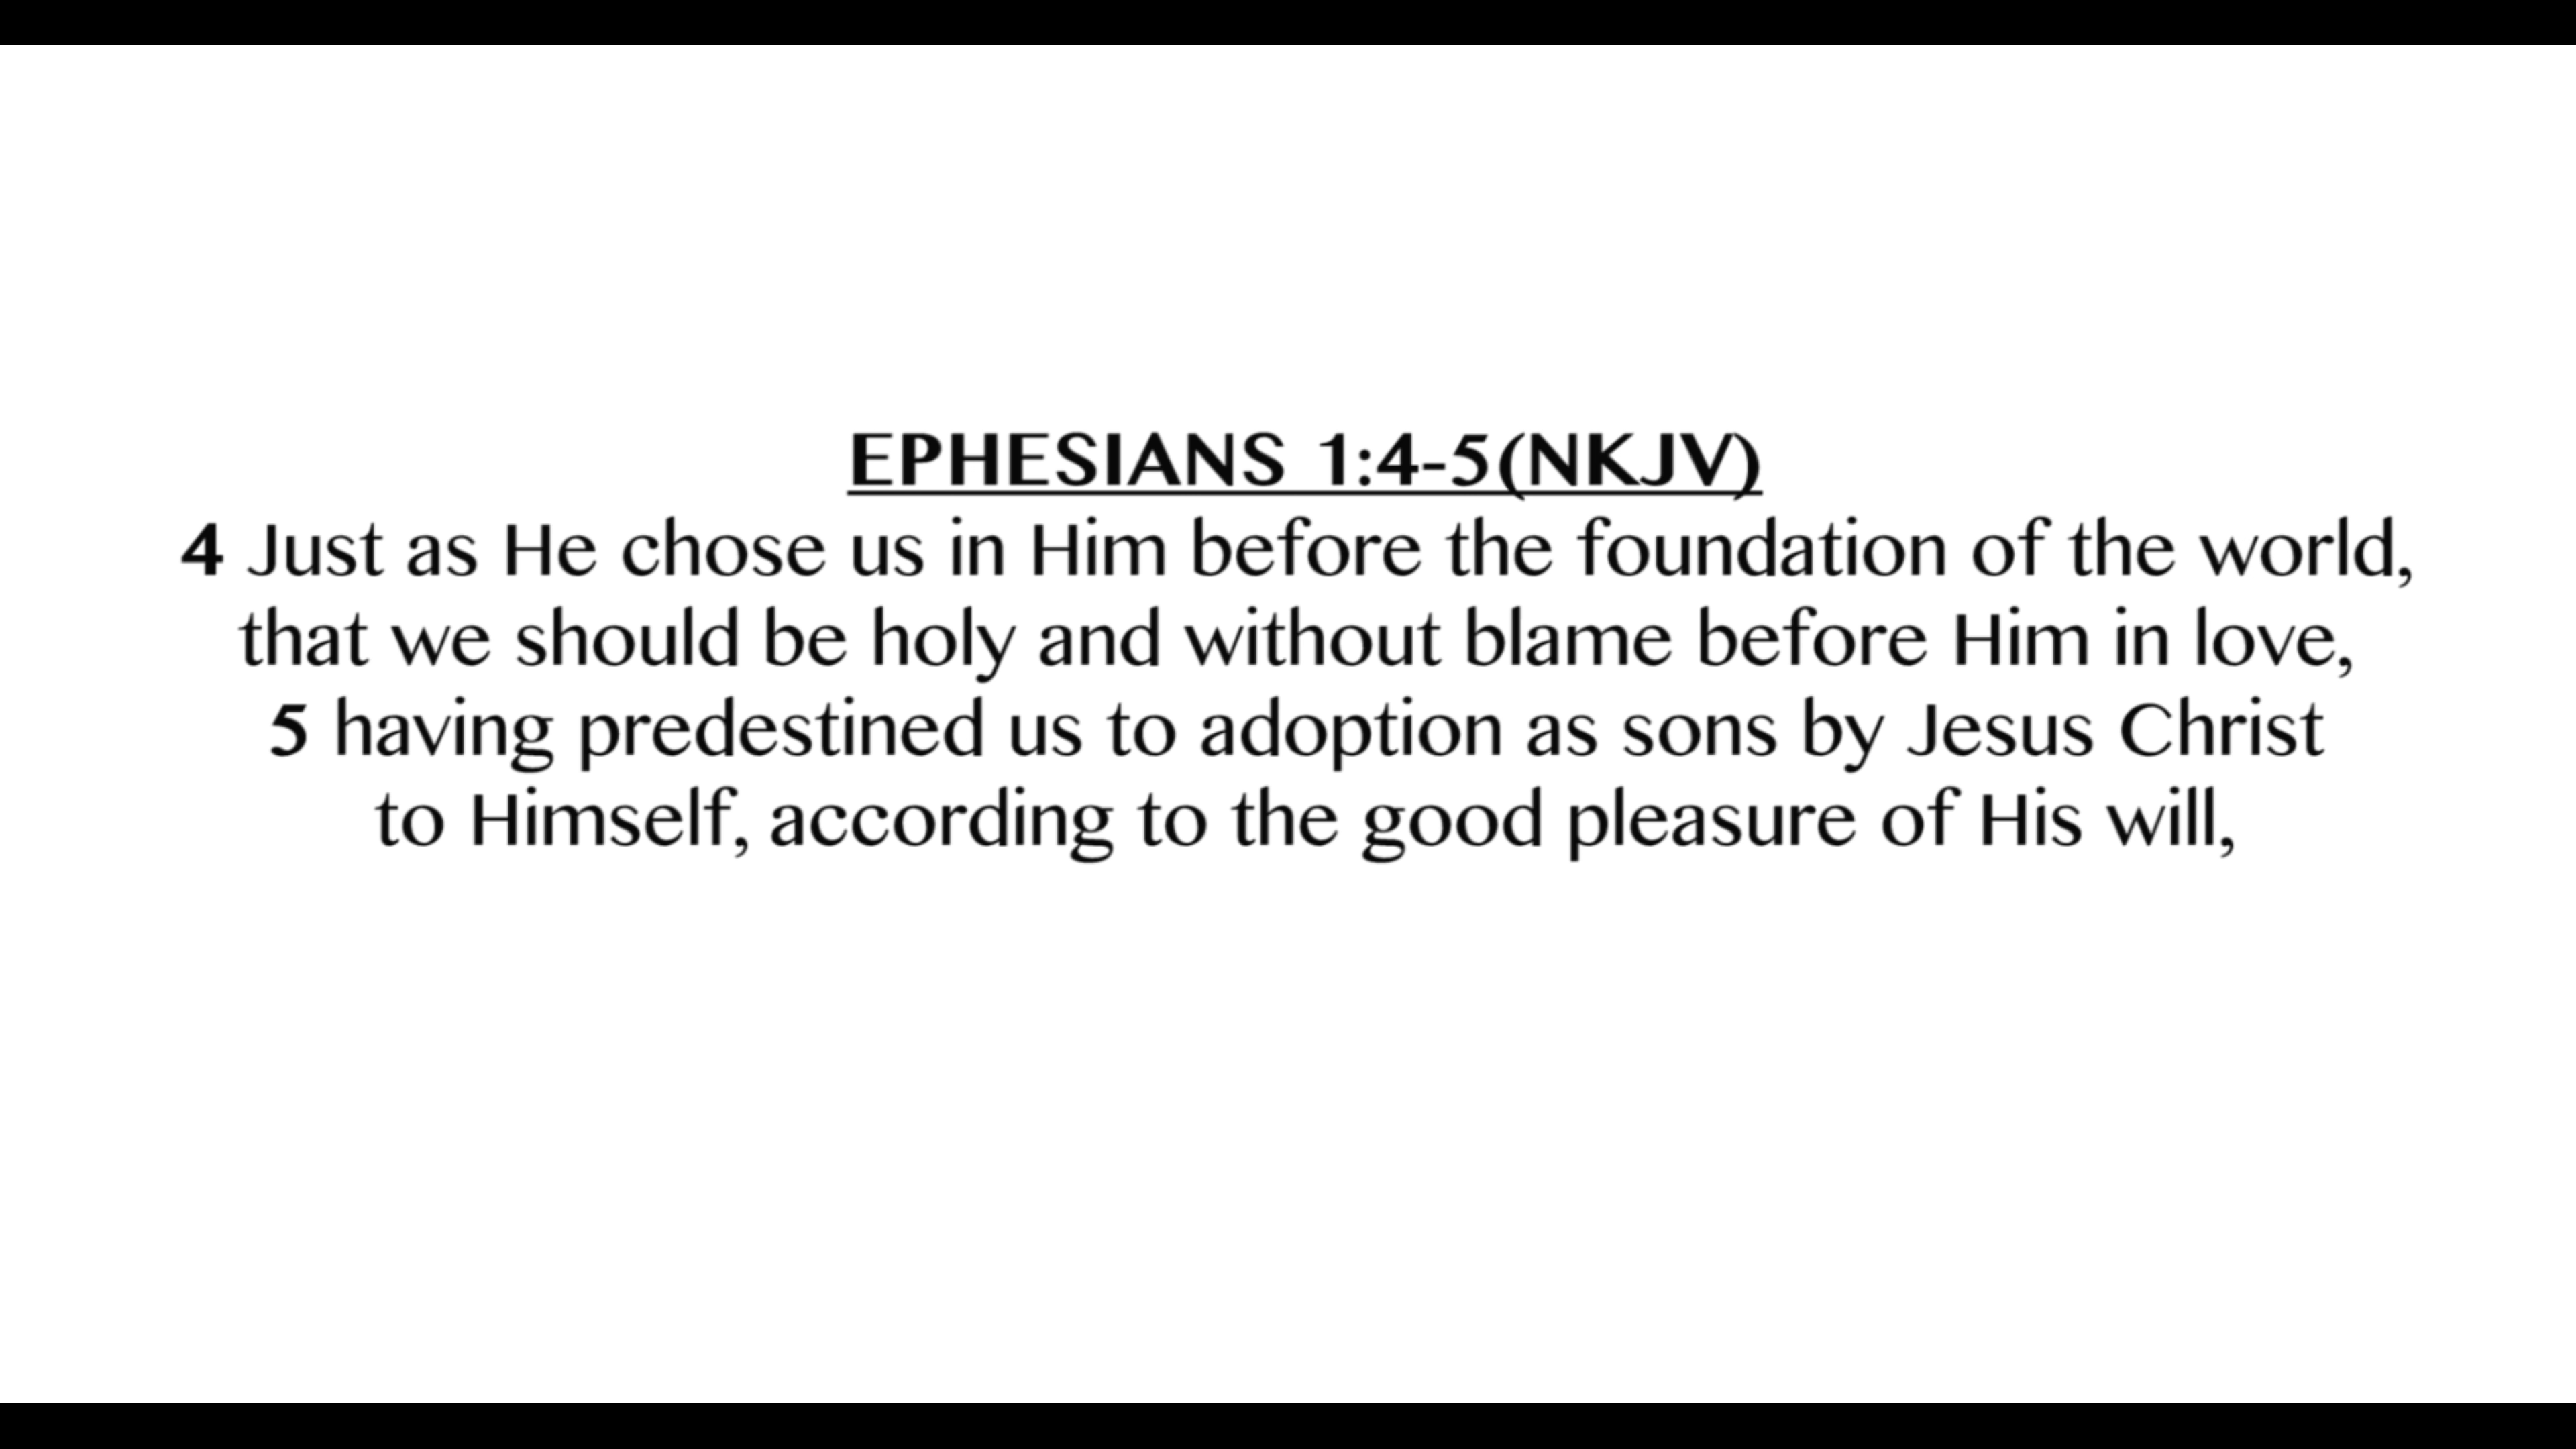 EPHESIANS 1:4-5(NKJV)
4 Just as He chose us in Him before the foundation of the world,
that we should be holy and without blame before Him in love,
5 having predestined us to adoption as sons by Jesus Christ
to Himself, according to the good pleasure of His will,